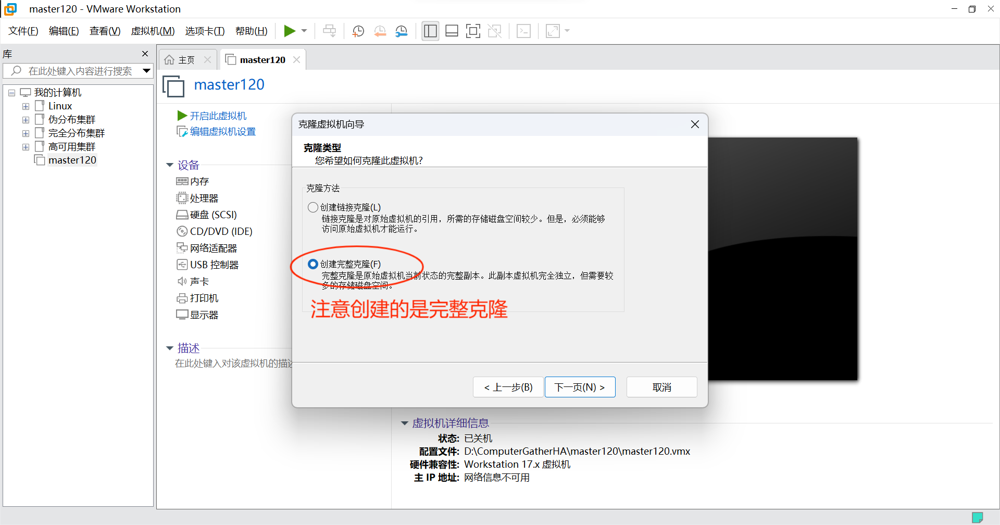 master120 - VMware Workstation
文件(F) 编辑(E) 查看(V) 虚拟机(M) 选项卡(T) 帮助(H)
库
在此处键入内容进行搜索
我的计算机
Linux
伪分布集群
完全分布集群
高可用集群
master120
主页
master120
master120
开启此虚拟机
编辑虚拟机设置
设备
内存
处理器
硬盘 (SCSI)
CD/DVD (IDE)
网络适配器
USB 控制器
声卡
打印机
显示器
描述
在此处键入对该虚拟机的描
克隆虚拟机向导
克隆类型
您希望如何克隆此虚拟机?
克隆方法
创建链接克隆(L)
链接克隆是对原始虚拟机的引用，所需的存储磁盘空间较少。但是，必须能够
访问原始虚拟机才能运行。
创建完整克隆(F)
完整克隆是原始虚拟机当前状态的完整副本。此副本虚拟机完全独立，但需要较
多的存储磁盘空间。
注意创建的是完整克隆
< 上一步(B) 下一页(N) > 取消
虚拟机详细信息
状态: 已关机
配置文件: D:\ComputerGatherHA\master120\master120.vmx
硬件兼容性: Workstation 17.x 虚拟机
主 IP 地址: 网络信息不可用